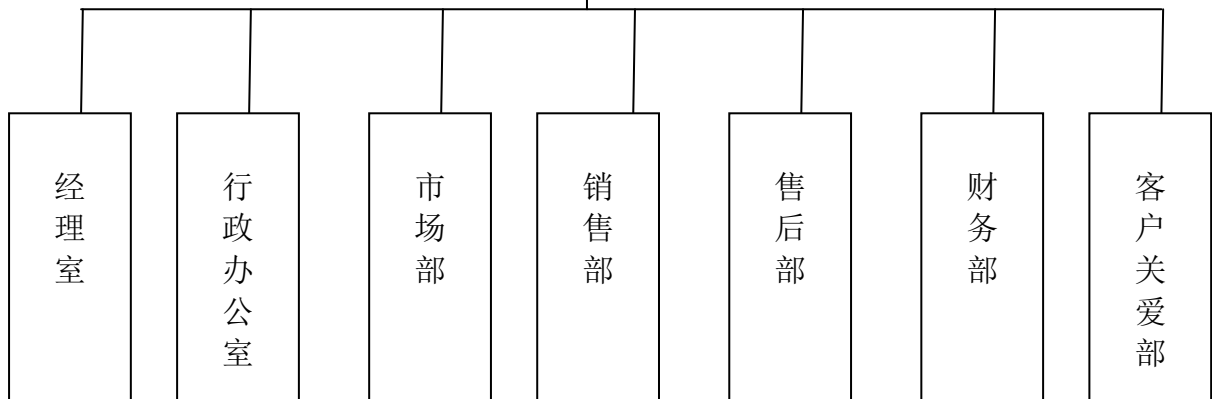 经理室
行政办公室
市场部
销售部
售后部
财务部
客户关爱部